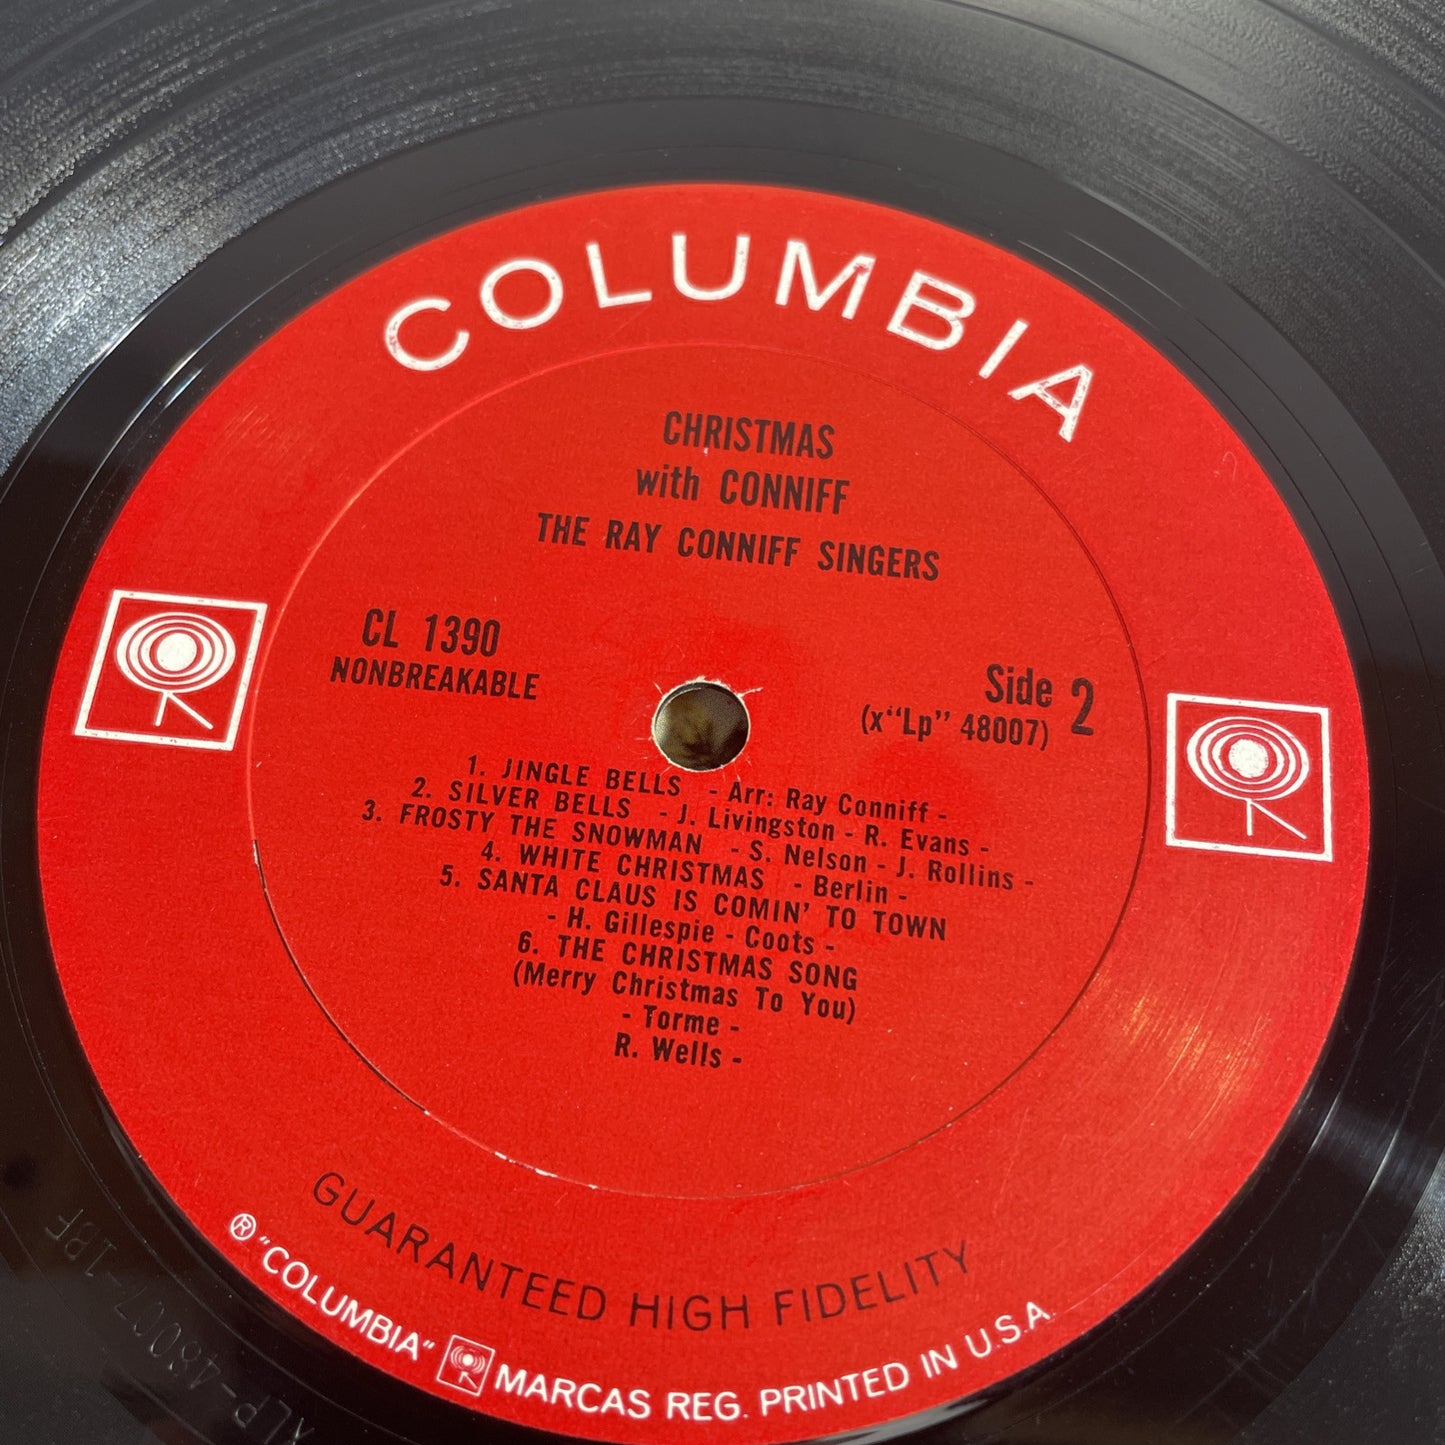 COLUMBIA
CHRISTMAS
with CONNIFF
THE RAY CONNIFF SINGERS
CL 1390
NONBREAKABLE
Side 2
(x"Lp" 48007)
1. JINGLE BELLS - Arr: Ray Conniff -
2. SILVER BELLS - J. Livingston - R. Evans -
3. FROSTY THE SNOWMAN - S. Nelson - J. Rollins -
4. WHITE CHRISTMAS - Berlin -
5. SANTA CLAUS IS COMIN' TO TOWN
- H. Gillespie - Coots -
6. THE CHRISTMAS SONG
(Merry Christmas To You)
- Torme -
R. Wells -
GUARANTEED HIGH FIDELITY
® "COLUMBIA" MARCAS REG. PRINTED IN U.S.A.
XLP-48007-1BF